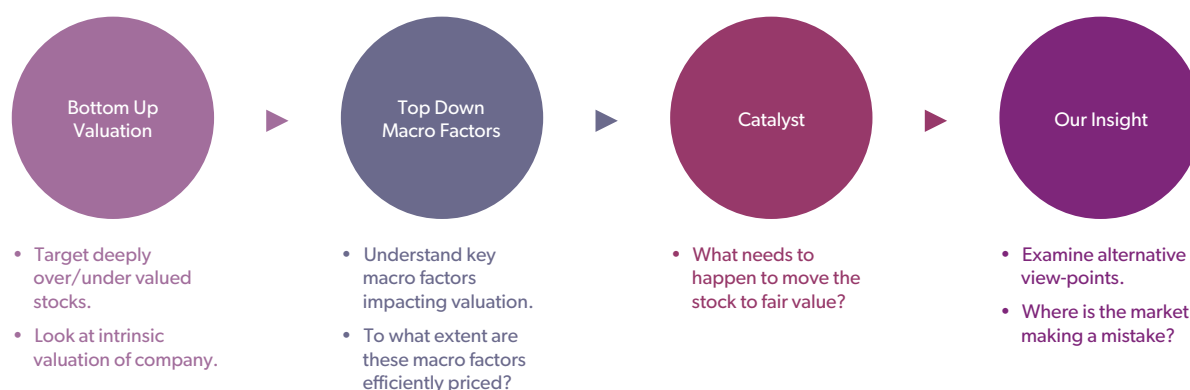 Bottom Up
Valuation
Top Down
Macro Factors
Catalyst
Our Insight
• Target deeply
over/under valued
stocks.
• Look at intrinsic
valuation of company.
• Understand key
macro factors
impacting valuation.
• To what extent are
these macro factors
efficiently priced?
• What needs to
happen to move the
stock to fair value?
• Examine alternative
view-points.
• Where is the market
making a mistake?